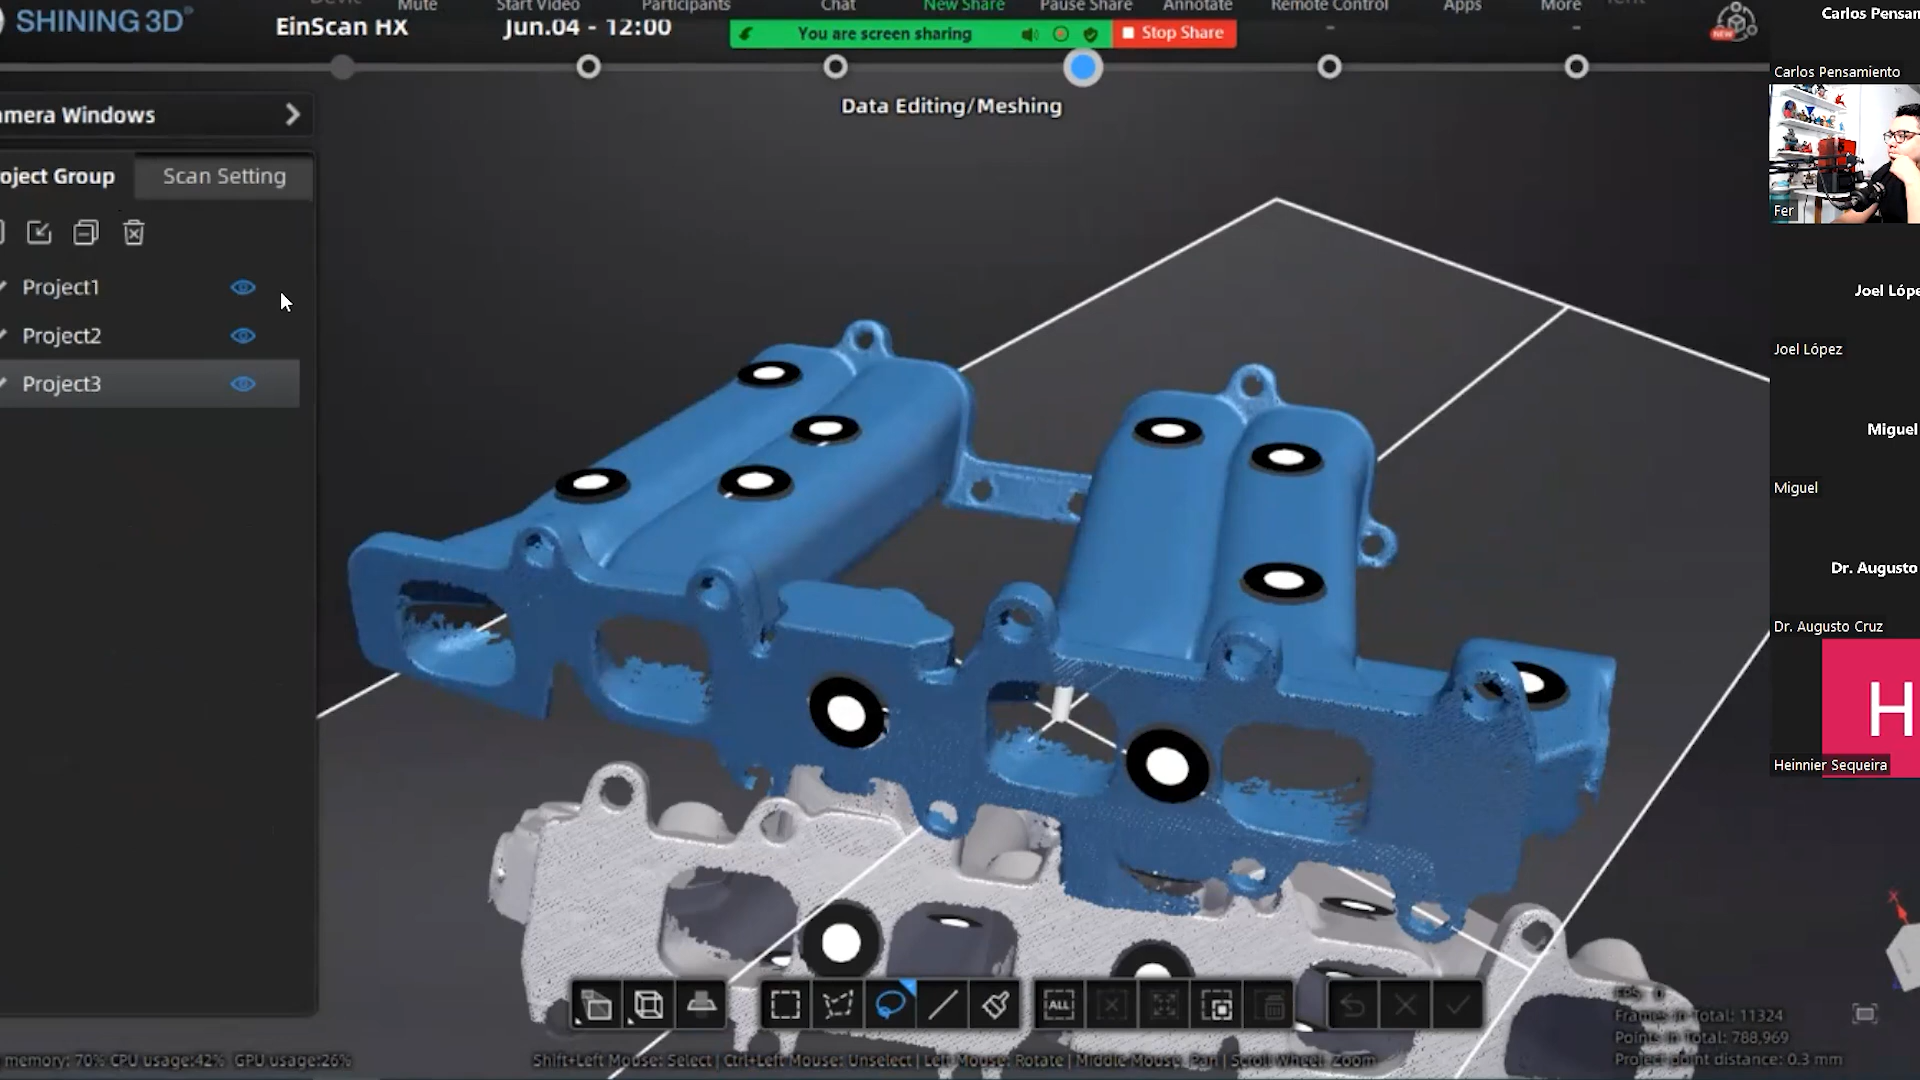 SHINING 3D
EinScan HX
Mute
Start Video
Participants
Chat
New Share
Pause Share
Annotate
Remote Control
Apps
More
Jun.04 - 12:00
You are screen sharing
Stop Share
NEW
Data Editing/Meshing
Windows
Group
Scan Setting
Project1
Project2
Project3
Carlos Pensam
Carlos Pensamiento
Fer
Joel Lópe
Joel López
Miguel
Miguel
Dr. Augusto
Dr. Augusto Cruz
H
Heinnier Sequeira
ALL
Total: 11324
Points in Total: 788,969
Project point distance: 0.3 mm
memory: 70% CPU usage:42% GPU usage:26%
Shift+Left Mouse: Select | Ctrl+Left Mouse: Unselect | Left Mouse: Rotate | Middle Mouse: Pan | Scroll Wheel: Zoom
X